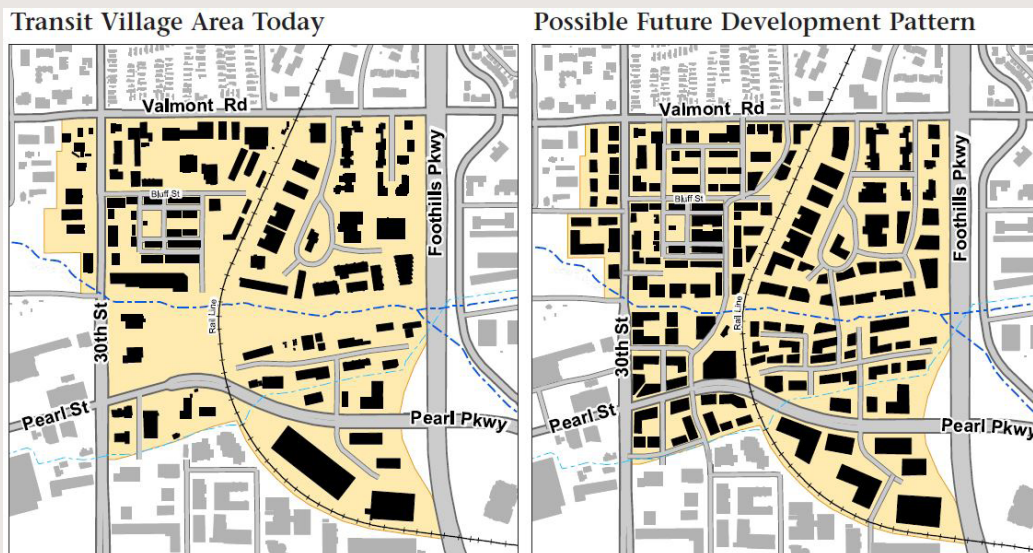 Transit Village Area Today
Valmont Rd
Bluff St
Foothills Pkwy
30th St
Rail Line
Pearl St
Pearl Pkwy
Possible Future Development Pattern
Valmont Rd
Bluff St
Foothills Pkwy
30th St
Rail Line
Pearl St
Pearl Pkwy